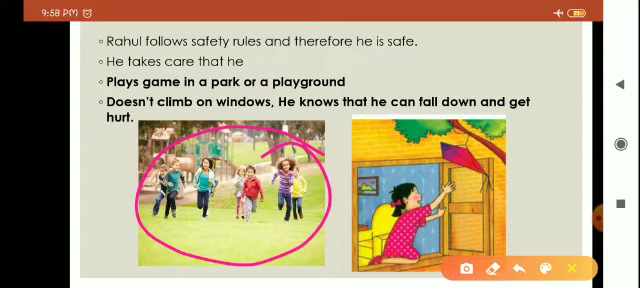 9:58 PM
◦ Rahul follows safety rules and therefore he is safe.
◦ He takes care that he
◦ Plays game in a park or a playground
◦ Doesn't climb on windows, He knows that he can fall down and get
hurt.